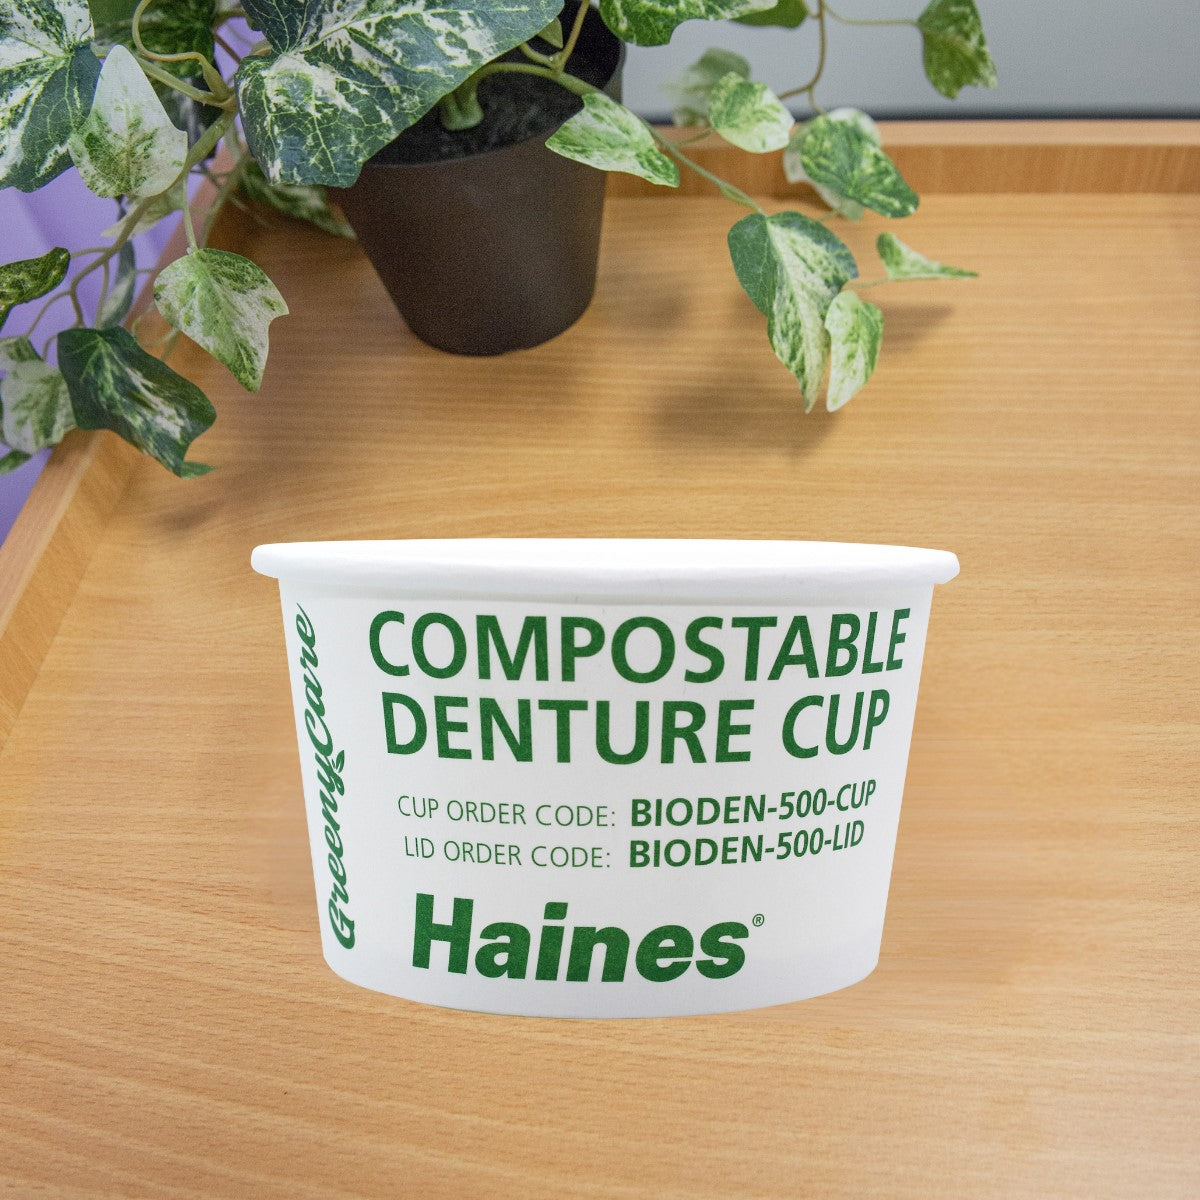 GreenyCare
COMPOSTABLE
DENTURE CUP
CUP ORDER CODE: BIODEN-500-CUP
LID ORDER CODE: BIODEN-500-LID
Haines®